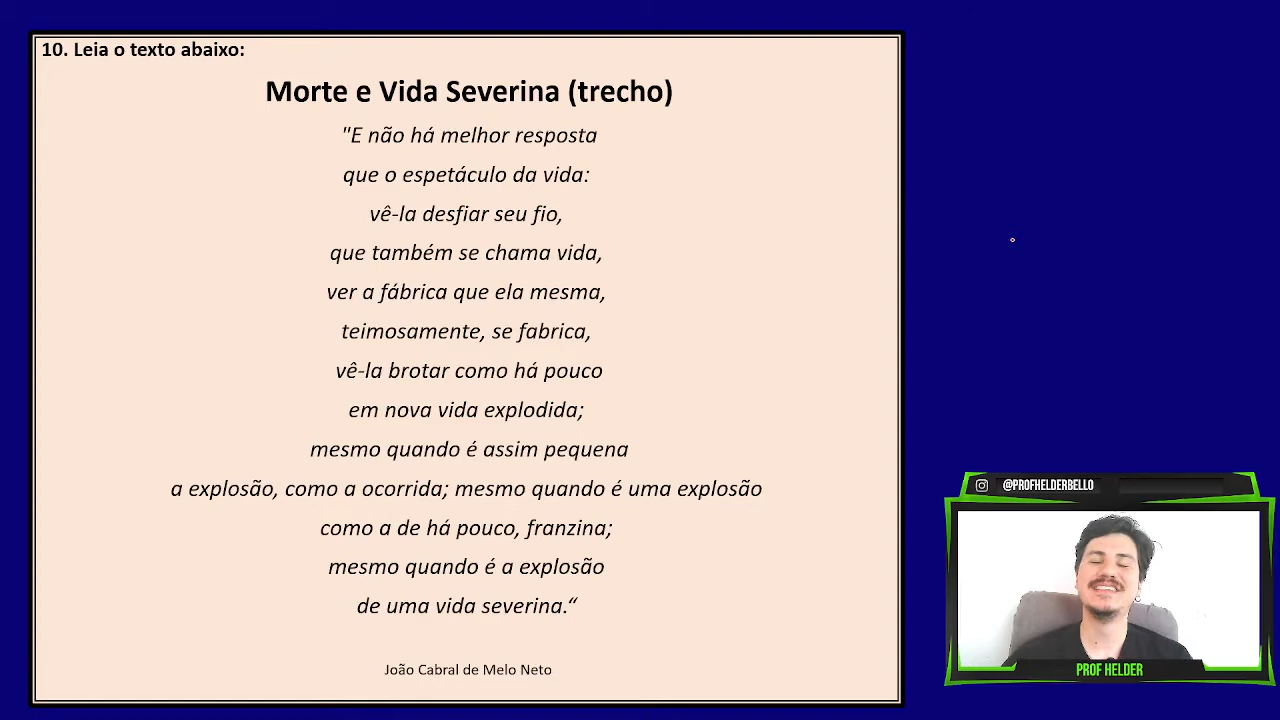 10. Leia o texto abaixo:
Morte e Vida Severina (trecho)
"E não há melhor resposta
que o espetáculo da vida:
vê-la desfiar seu fio,
que também se chama vida,
ver a fábrica que ela mesma,
teimosamente, se fabrica,
vê-la brotar como há pouco
em nova vida explodida;
mesmo quando é assim pequena
a explosão, como a ocorrida; mesmo quando é uma explosão
como a de há pouco, franzina;
mesmo quando é a explosão
de uma vida severina.“
João Cabral de Melo Neto
@PROFHELDERBELLO
PROF HELDER